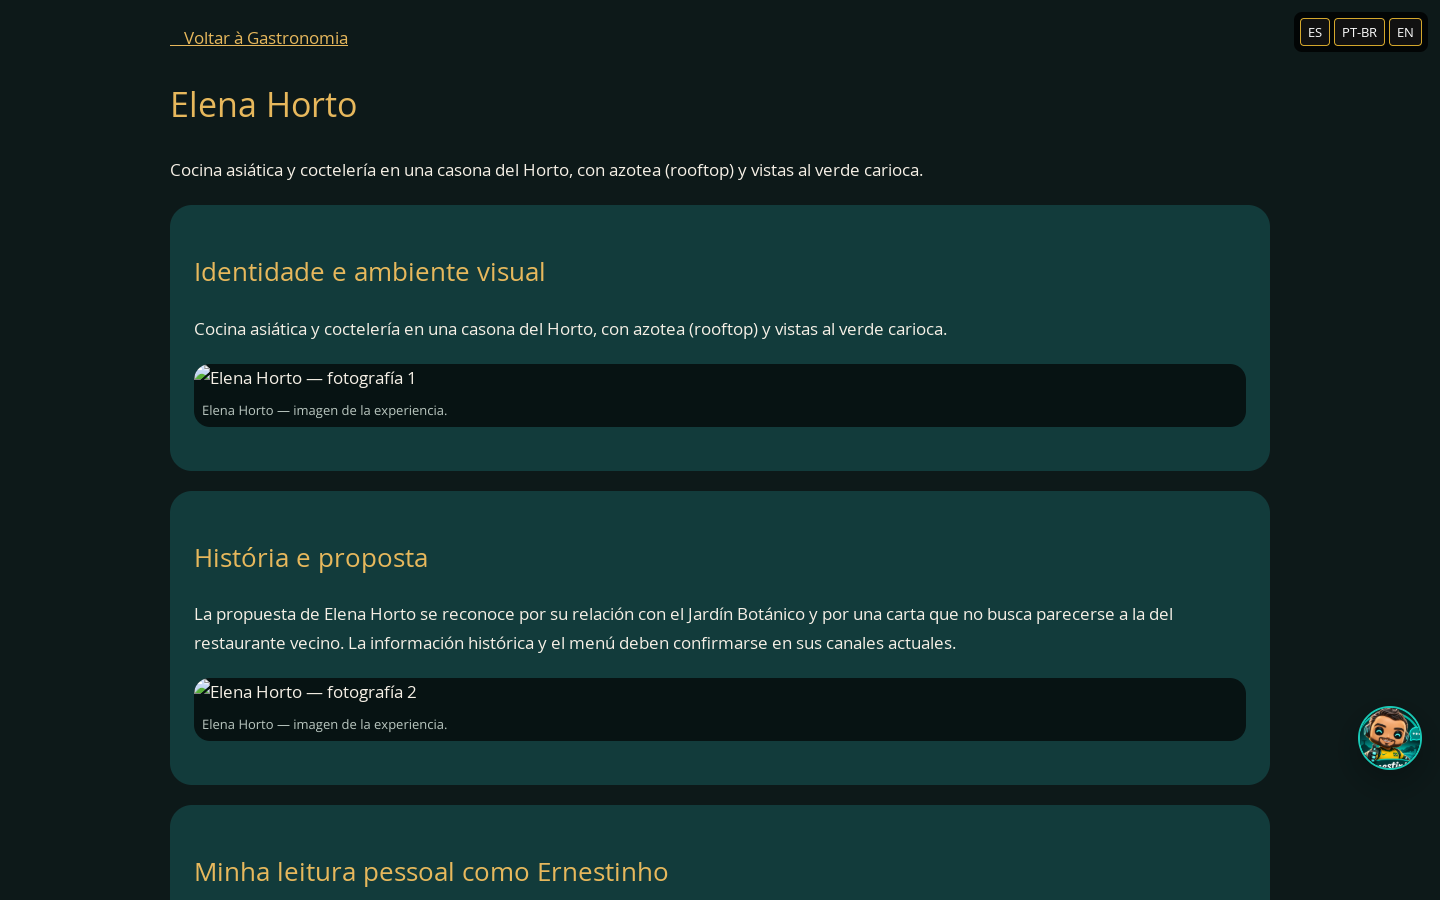 Voltar à Gastronomia
ES PT-BR EN
Elena Horto
Cocina asiática y coctelería en una casona del Horto, con azotea (rooftop) y vistas al verde carioca.
Identidade e ambiente visual
Cocina asiática y coctelería en una casona del Horto, con azotea (rooftop) y vistas al verde carioca.
Elena Horto — fotografía 1
Elena Horto — imagen de la experiencia.
História e proposta
La propuesta de Elena Horto se reconoce por su relación con el Jardín Botánico y por una carta que no busca parecerse a la del
restaurante vecino. La información histórica y el menú deben confirmarse en sus canales actuales.
Elena Horto — fotografía 2
Elena Horto — imagen de la experiencia.
Minha leitura pessoal como Ernestinho